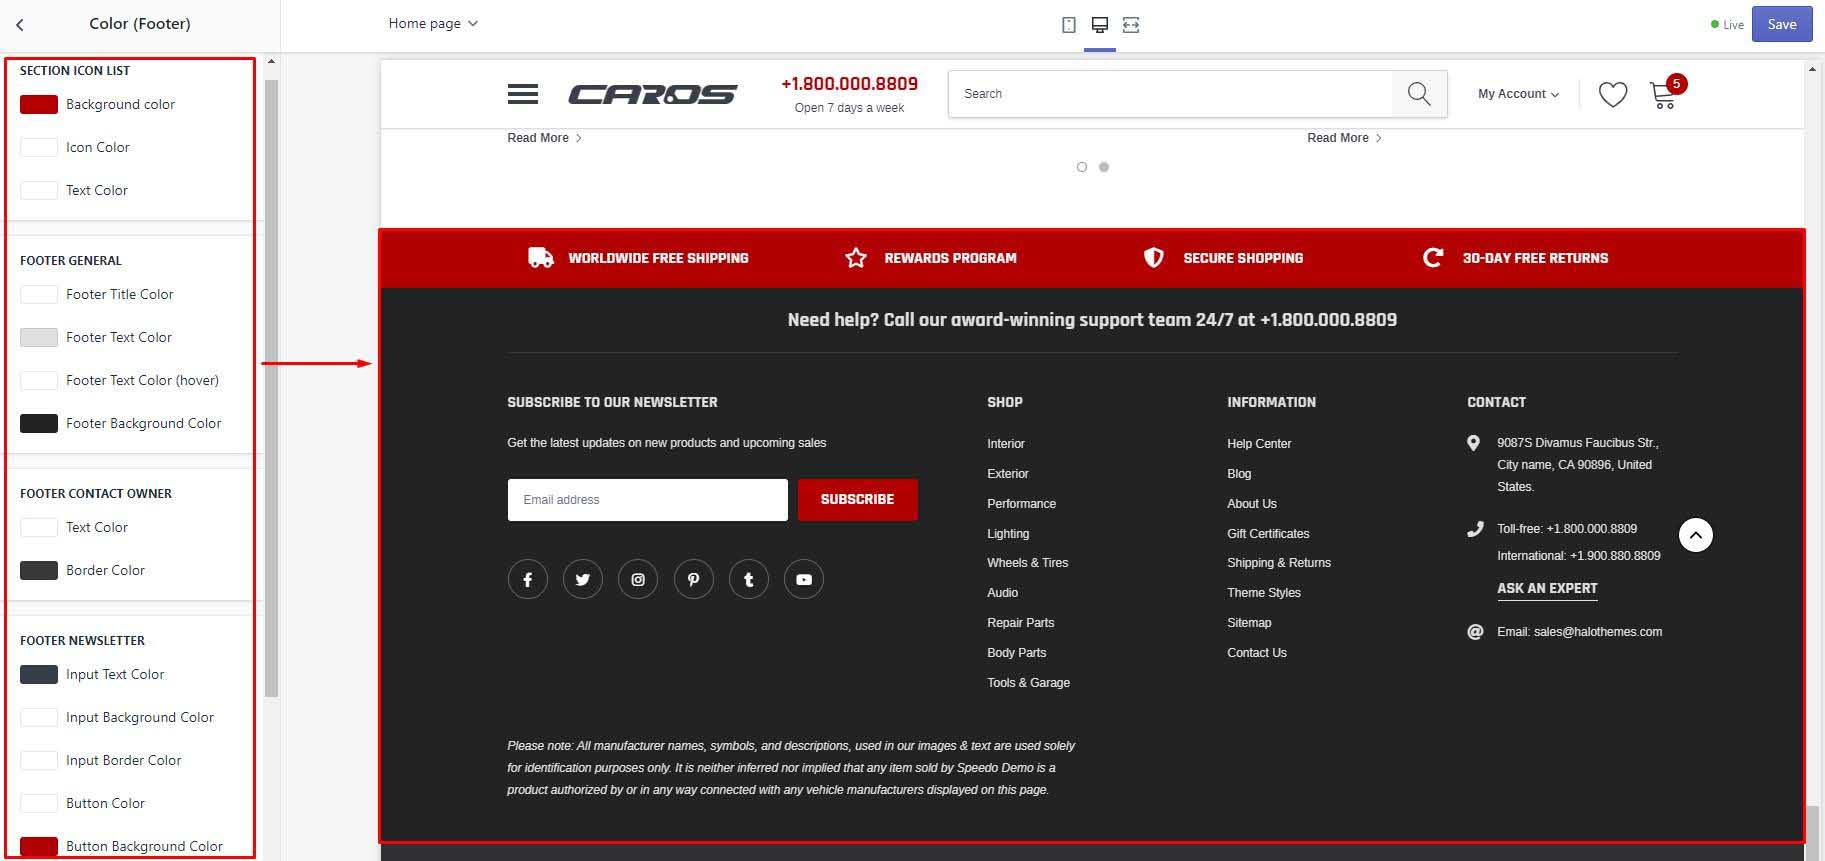 Color (Footer)
Home page
Live
Save
SECTION ICON LIST
Background color
Icon Color
Text Color
FOOTER GENERAL
Footer Title Color
Footer Text Color
Footer Text Color (hover)
Footer Background Color
FOOTER CONTACT OWNER
Text Color
Border Color
FOOTER NEWSLETTER
Input Text Color
Input Background Color
Input Border Color
Button Color
Button Background Color
CAROS
+1.800.000.8809
Open 7 days a week
Search
My Account
5
Read More
Read More
WORLDWIDE FREE SHIPPING
REWARDS PROGRAM
SECURE SHOPPING
30-DAY FREE RETURNS
Need help? Call our award-winning support team 24/7 at +1.800.000.8809
SUBSCRIBE TO OUR NEWSLETTER
Get the latest updates on new products and upcoming sales
Email address
SUBSCRIBE
SHOP
Interior
Exterior
Performance
Lighting
Wheels & Tires
Audio
Repair Parts
Body Parts
Tools & Garage
INFORMATION
Help Center
Blog
About Us
Gift Certificates
Shipping & Returns
Theme Styles
Sitemap
Contact Us
CONTACT
9087S Divamus Faucibus Str.,
City name, CA 90896, United
States.
Toll-free: +1.800.000.8809
International: +1.900.880.8809
ASK AN EXPERT
Email: sales@halothemes.com
Please note: All manufacturer names, symbols, and descriptions, used in our images & text are used solely
for identification purposes only. It is neither inferred nor implied that any item sold by Speedo Demo is a
product authorized by or in any way connected with any vehicle manufacturers displayed on this page.